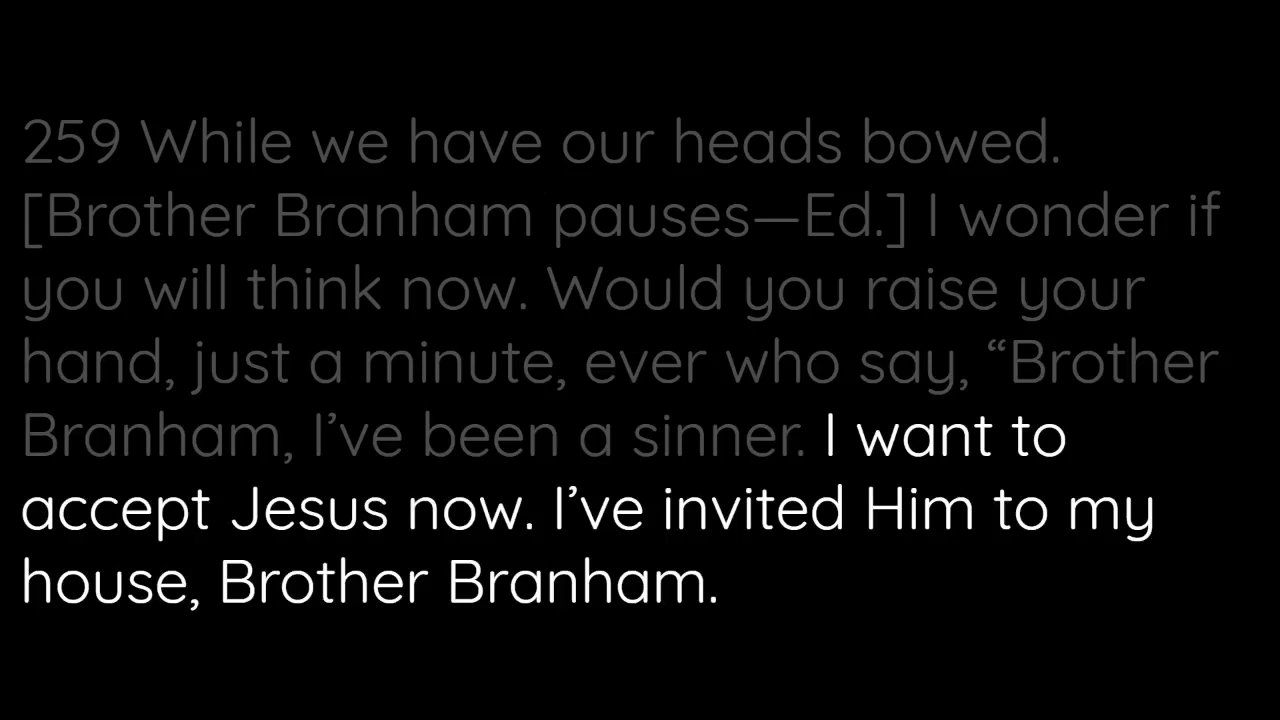 259 While we have our heads bowed.
[Brother Branham pauses—Ed.] I wonder if
you will think now. Would you raise your
hand, just a minute, ever who say, “Brother
Branham, I’ve been a sinner. I want to
accept Jesus now. I’ve invited Him to my
house, Brother Branham.